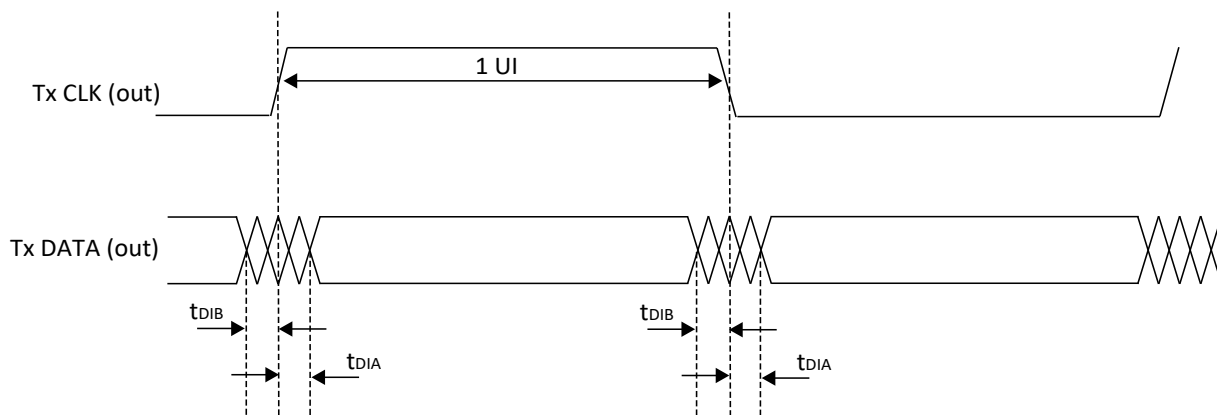 1 UI
Tx CLK (out)
Tx DATA (out)
tDIB
tDIB
tDIA
tDIA